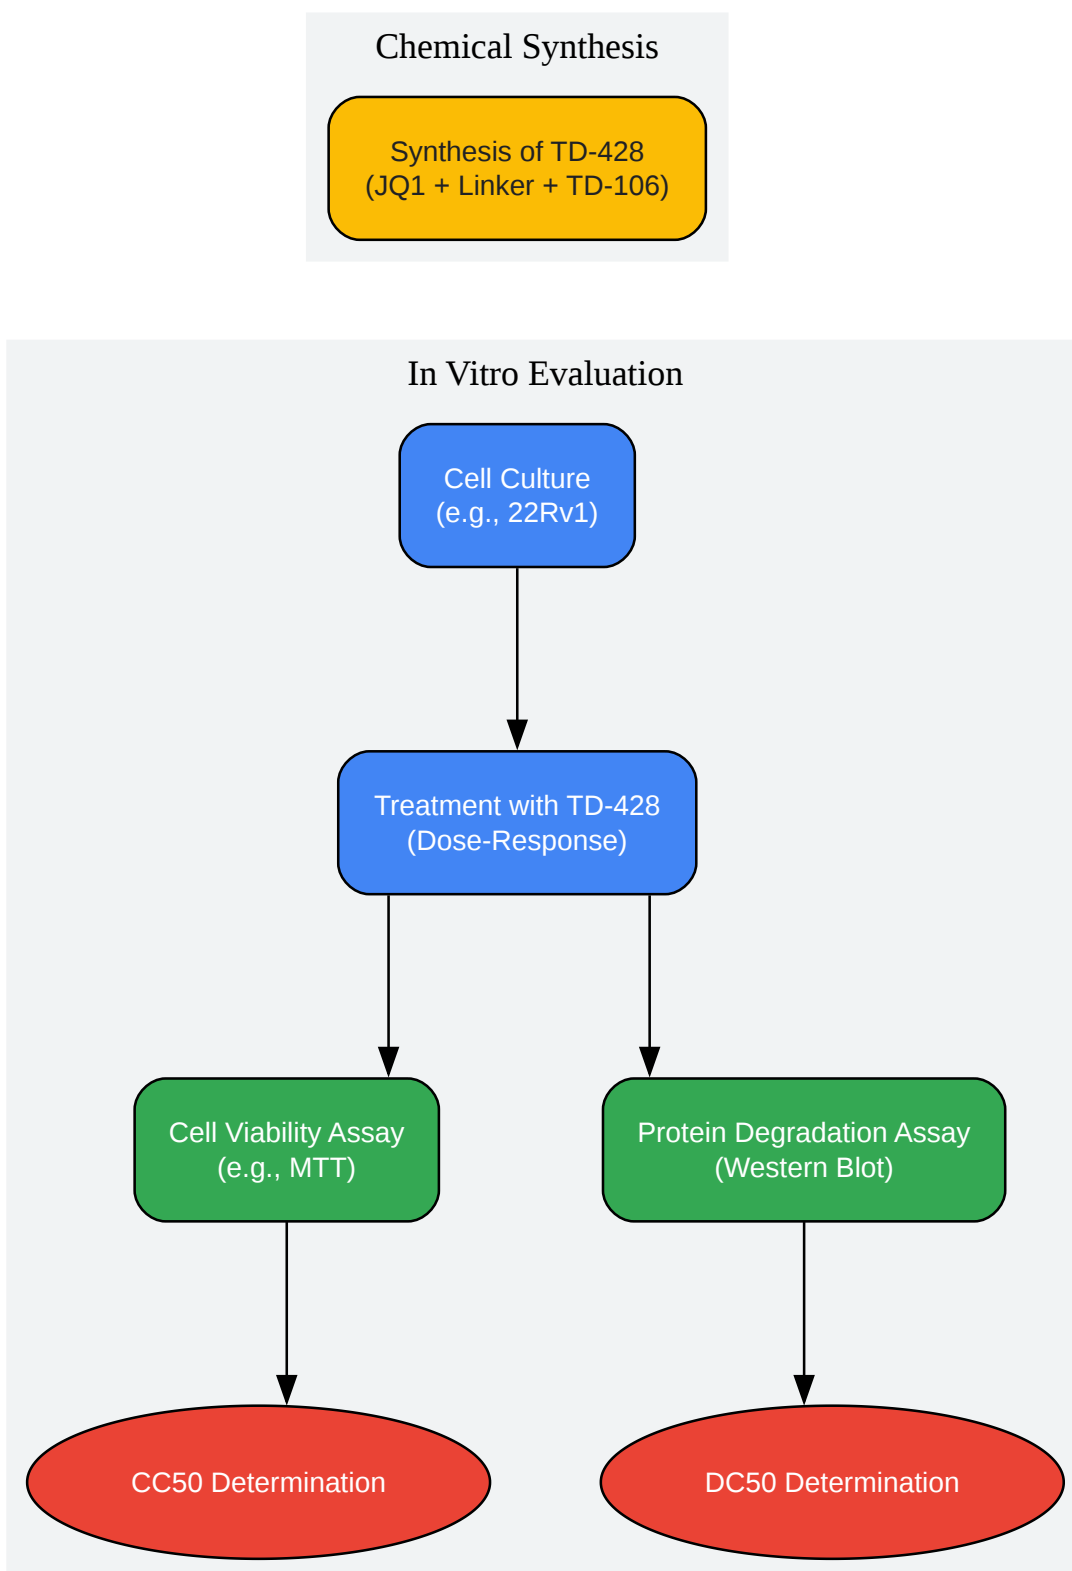 Chemical Synthesis
Synthesis of TD-428
(JQ1 + Linker + TD-106)
In Vitro Evaluation
Cell Culture
(e.g., 22Rv1)
Treatment with TD-428
(Dose-Response)
Cell Viability Assay
(e.g., MTT)
Protein Degradation Assay
(Western Blot)
CC50 Determination
DC50 Determination